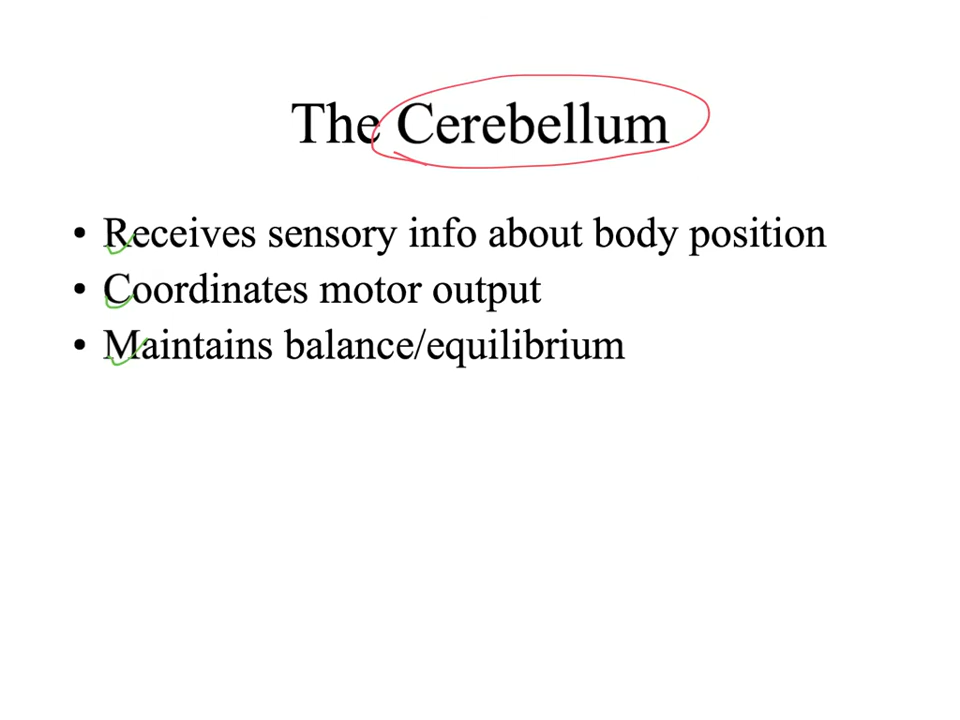 The Cerebellum
• Receives sensory info about body position
• Coordinates motor output
• Maintains balance/equilibrium